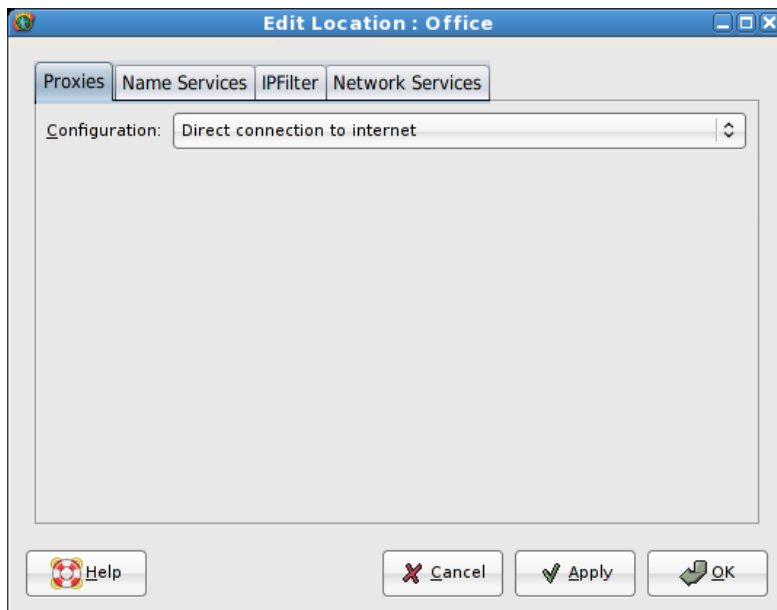 Edit Location : Office
Proxies Name Services IPFilter Network Services
Configuration: Direct connection to internet
Help Cancel Apply OK